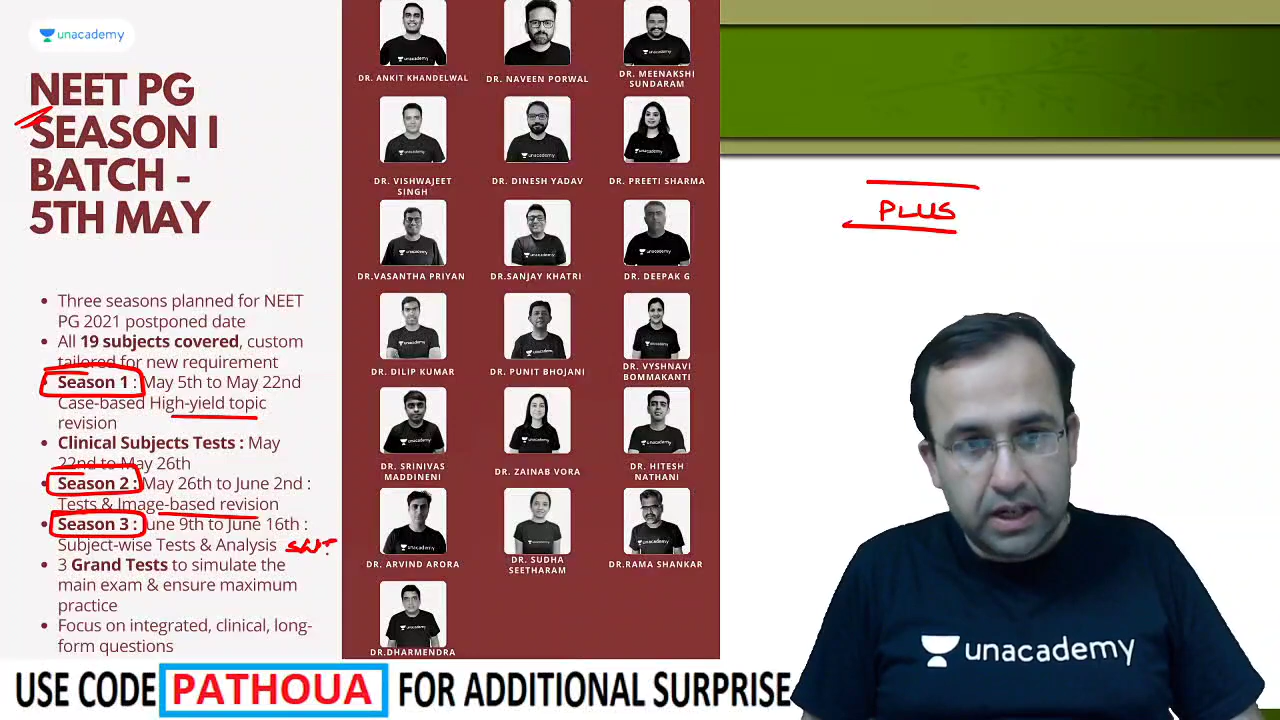 unacademy
NEET PG
SEASON I
BATCH -
5TH MAY
Three seasons planned for NEET
PG 2021 postponed date
All 19 subjects covered, custom
tailored for new requirement
Season 1 : May 5th to May 22nd
Case-based High-yield topic
revision
Clinical Subjects Tests : May
22nd to May 26th
Season 2 : May 26th to June 2nd :
Tests & Image-based revision
Season 3 : June 9th to June 16th :
Subject-wise Tests & Analysis
3 Grand Tests to simulate the
main exam & ensure maximum
practice
Focus on integrated, clinical, long-
form questions
DR. ANKIT KHANDELWAL
DR. NAVEEN PORWAL
DR. MEENAKSHI
SUNDARAM
DR. VISHWAJEET
SINGH
DR. DINESH YADAV
DR. PREETI SHARMA
DR.VASANTHA PRIYAN
DR.SANJAY KHATRI
DR. DEEPAK G
DR. DILIP KUMAR
DR. PUNIT BHOJANI
DR. VYSHNAVI
BOMMAKANTI
DR. SRINIVAS
MADDINENI
DR. ZAINAB VORA
DR. HITESH
NATHANI
DR. ARVIND ARORA
DR. SUDHA
SEETHARAM
DR.RAMA SHANKAR
DR.DHARMENDRA
PLUS
unacademy
USE CODE PATHOUA FOR ADDITIONAL SURPRISE